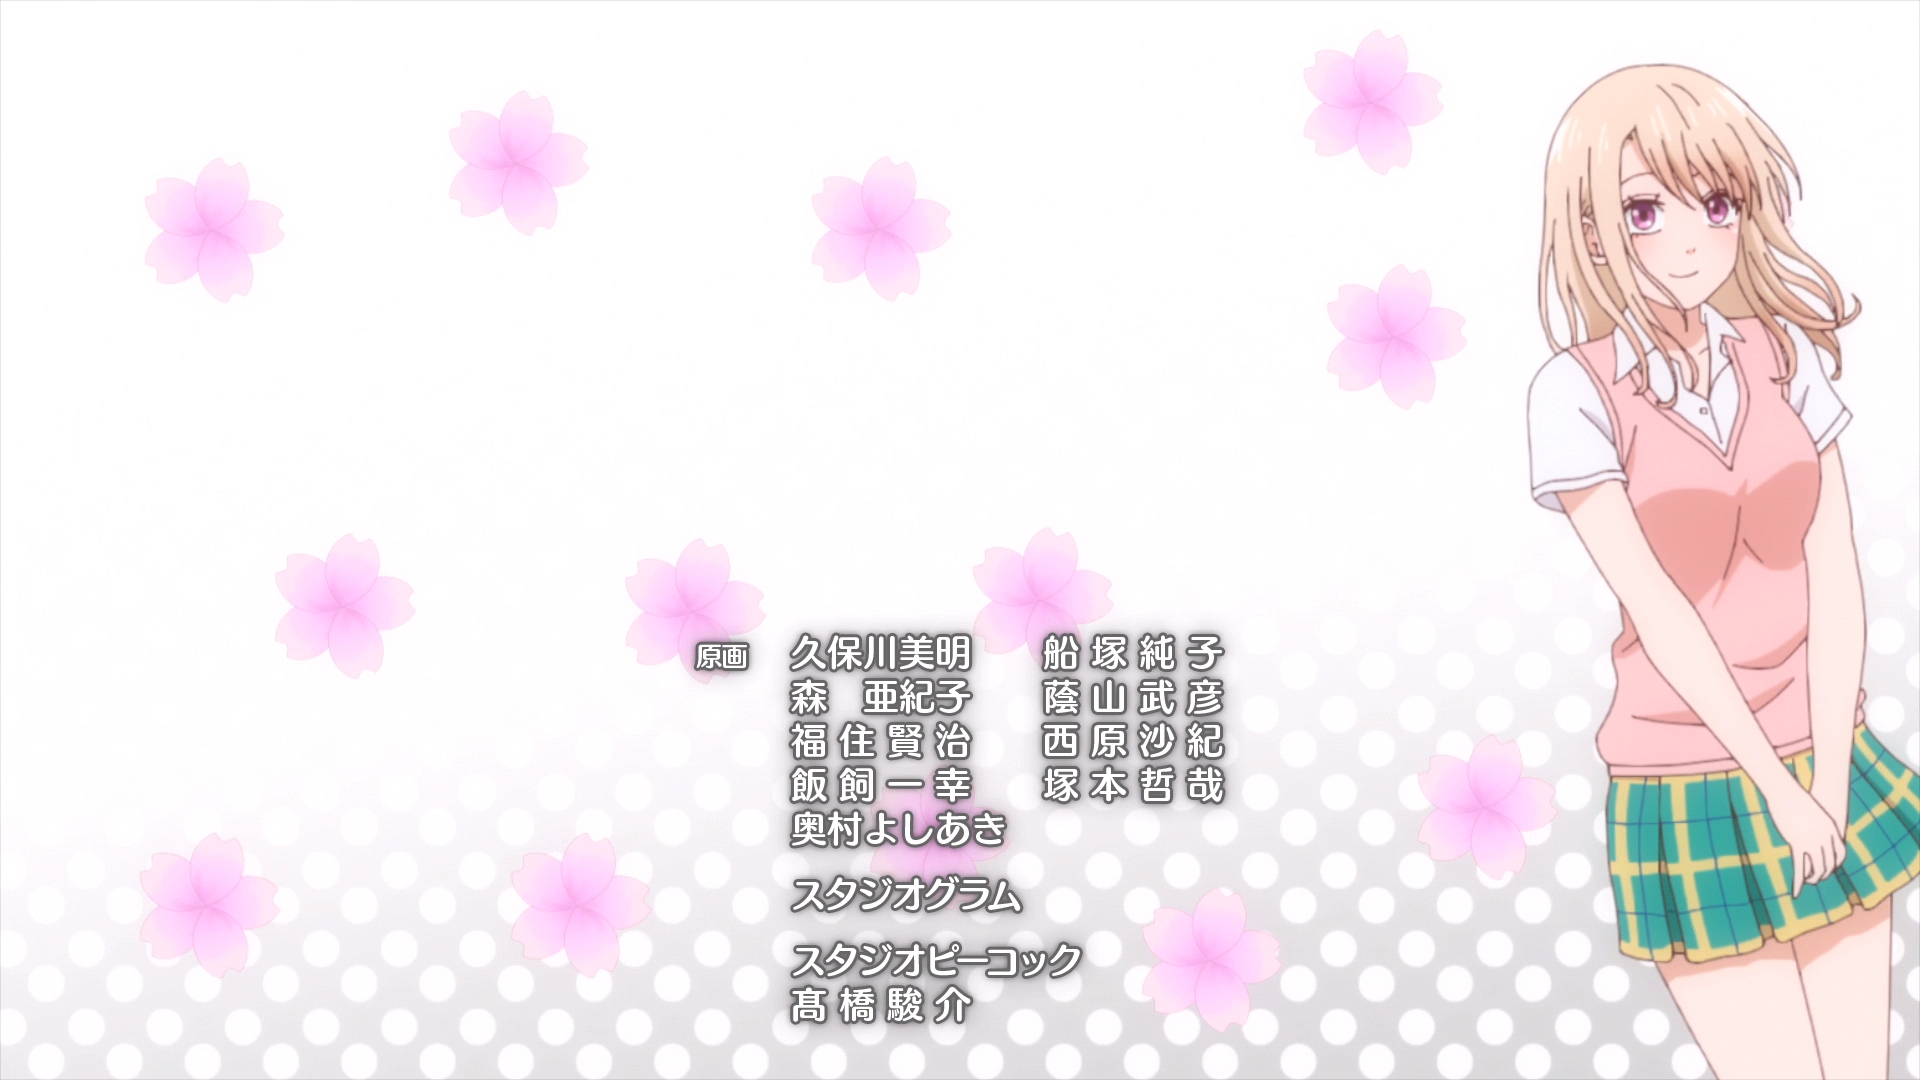 原画 久保川美明 船塚純子
森 亜紀子 蔭山武彦
福住賢治 西原沙紀
飯飼一幸 塚本哲哉
奥村よしあき
スタジオグラム
スタジオピーコック
髙橋駿介